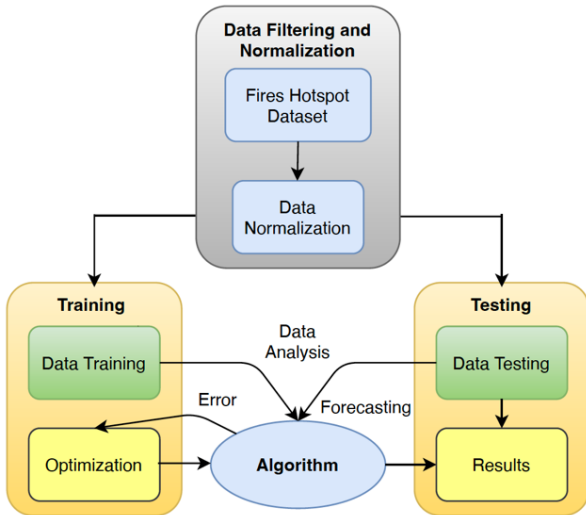 Data Filtering and
Normalization
Fires Hotspot
Dataset
Data
Normalization
Training
Data Training
Optimization
Data
Analysis
Error
Forecasting
Algorithm
Testing
Data Testing
Results